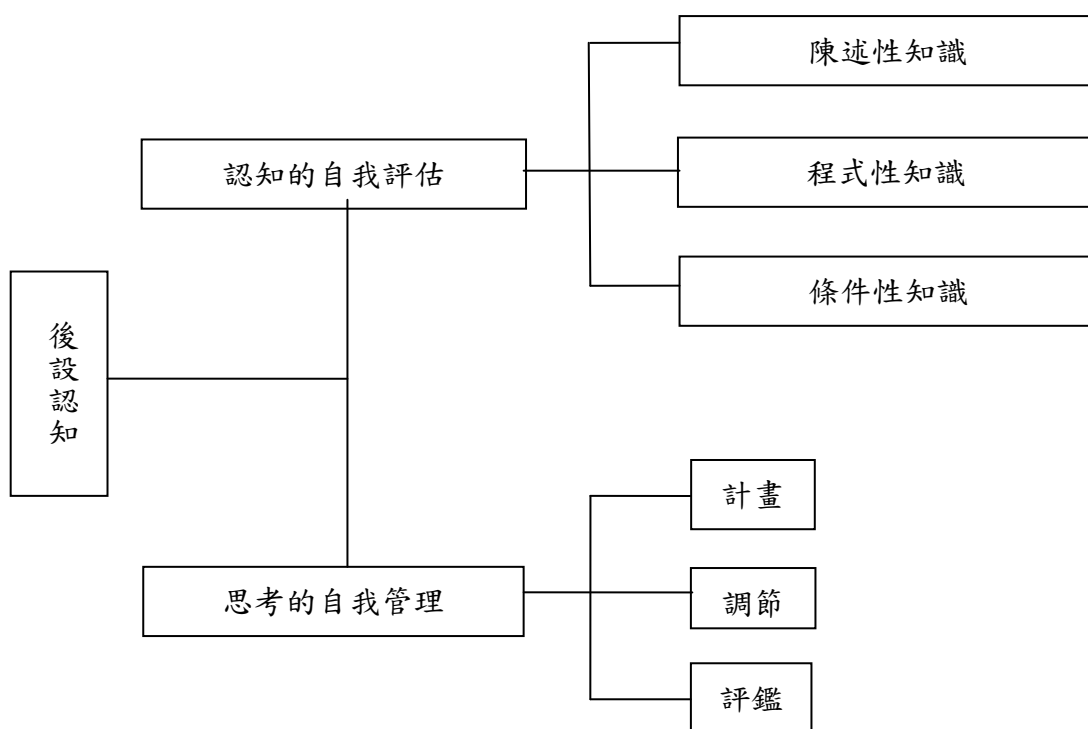 後設認知
認知的自我評估
陳述性知識
程式性知識
條件性知識
思考的自我管理
計畫
調節
評鑑